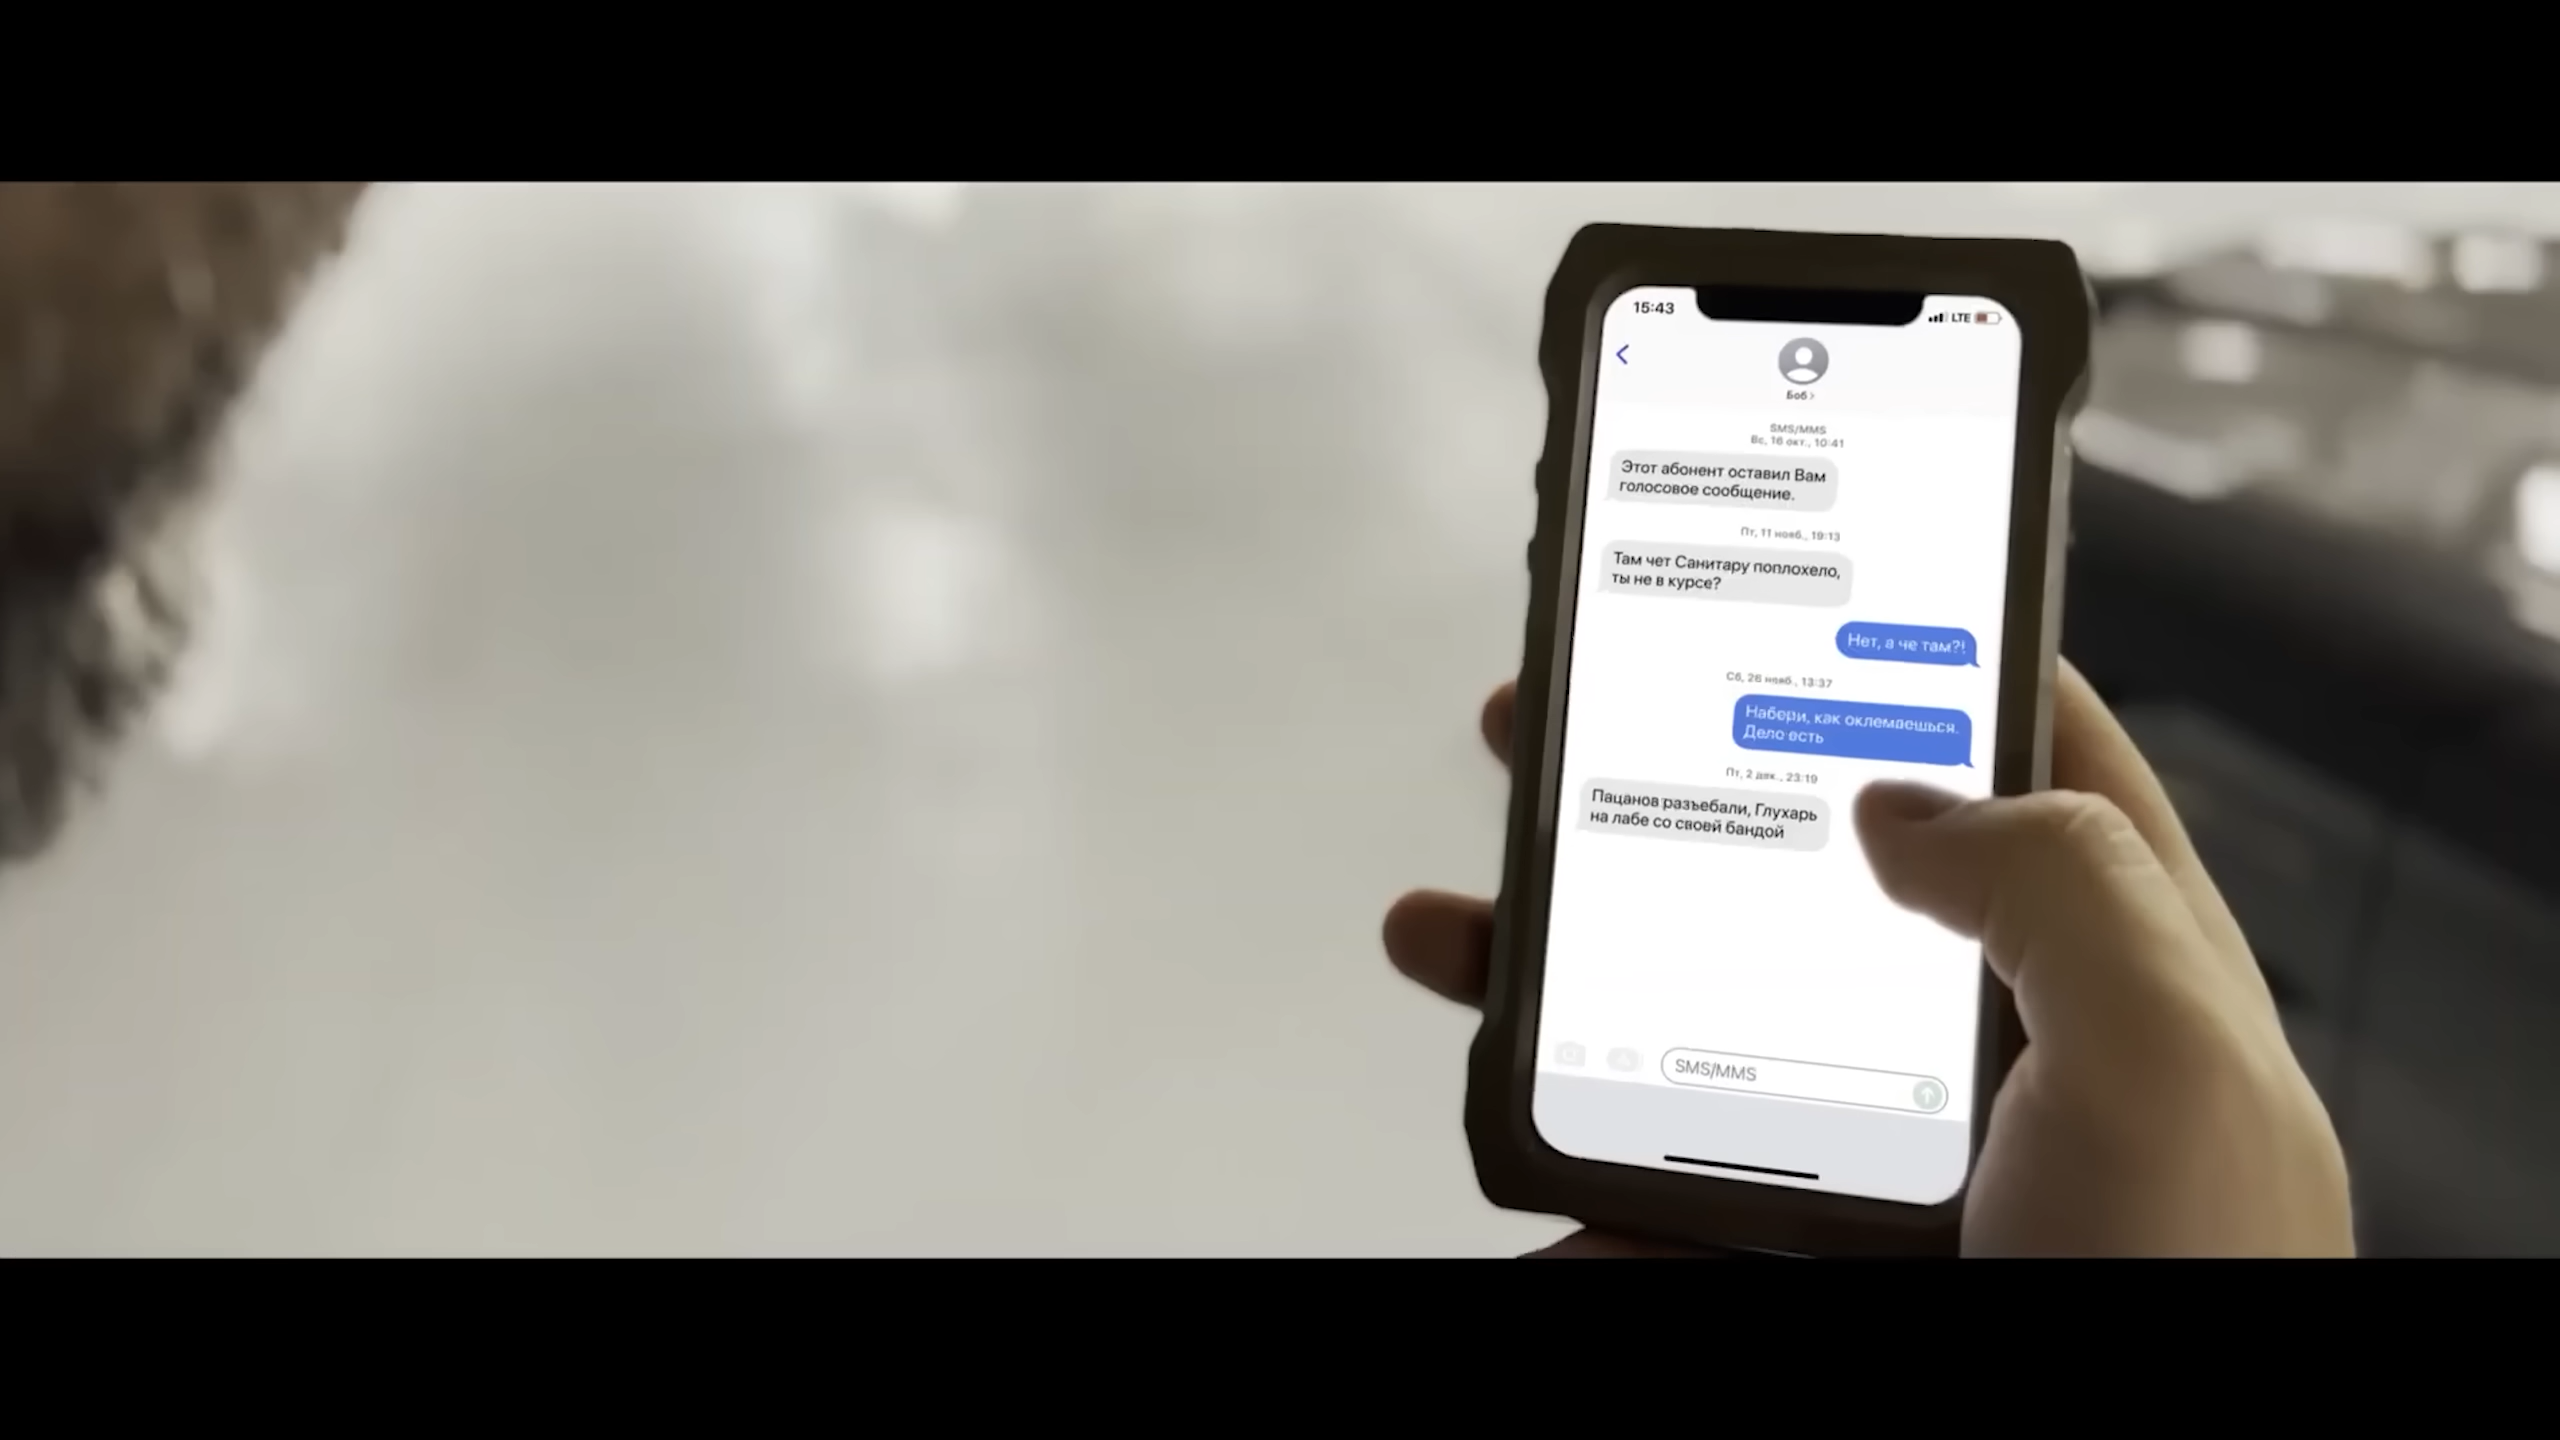 15:43
LTE
Боб
SMS/MMS
Вс, 16 окт., 10:41
Этот абонент оставил Вам
голосовое сообщение.
Пт, 11 нояб., 19:13
Там чет Санитару поплохело,
ты не в курсе?
Нет, а че там?!
Сб, 26 нояб., 13:37
Набери, как оклемаешься.
Дело есть
Пт, 2 дек., 23:19
Пацанов разъебали, Глухарь
на лабе со своей бандой
SMS/MMS